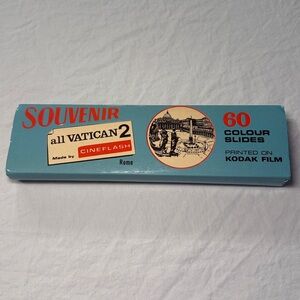 SOUVENIR
all VATICAN 2
Made by CINEFLASH
Rome
60
COLOUR
SLIDES
PRINTED ON
KODAK FILM